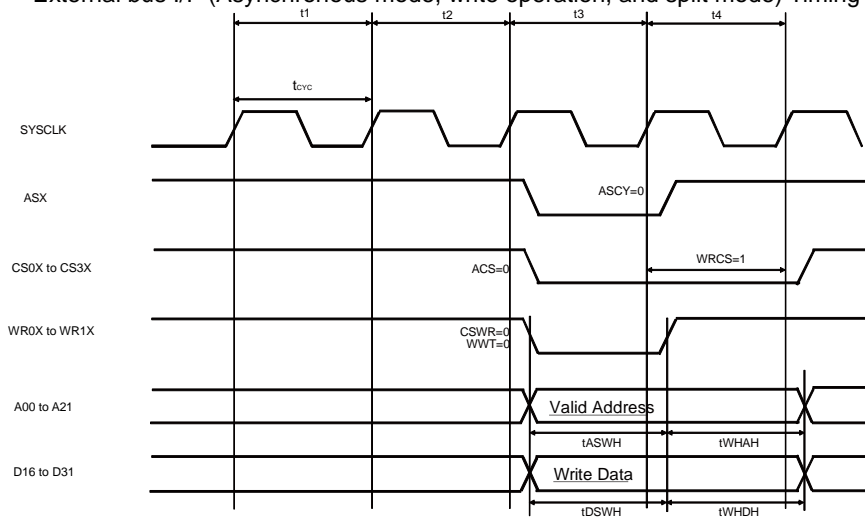 External bus I/F (Asynchronous mode, write operation, and split mode) Timing
t1 t2 t3 t4
tCYC
SYSCLK
ASX
ASCY=0
CS0X to CS3X
ACS=0
WRCS=1
WR0X to WR1X
CSWR=0
WWT=0
A00 to A21
Valid Address
tASWH tWHAH
D16 to D31
Write Data
tDSWH tWHDH